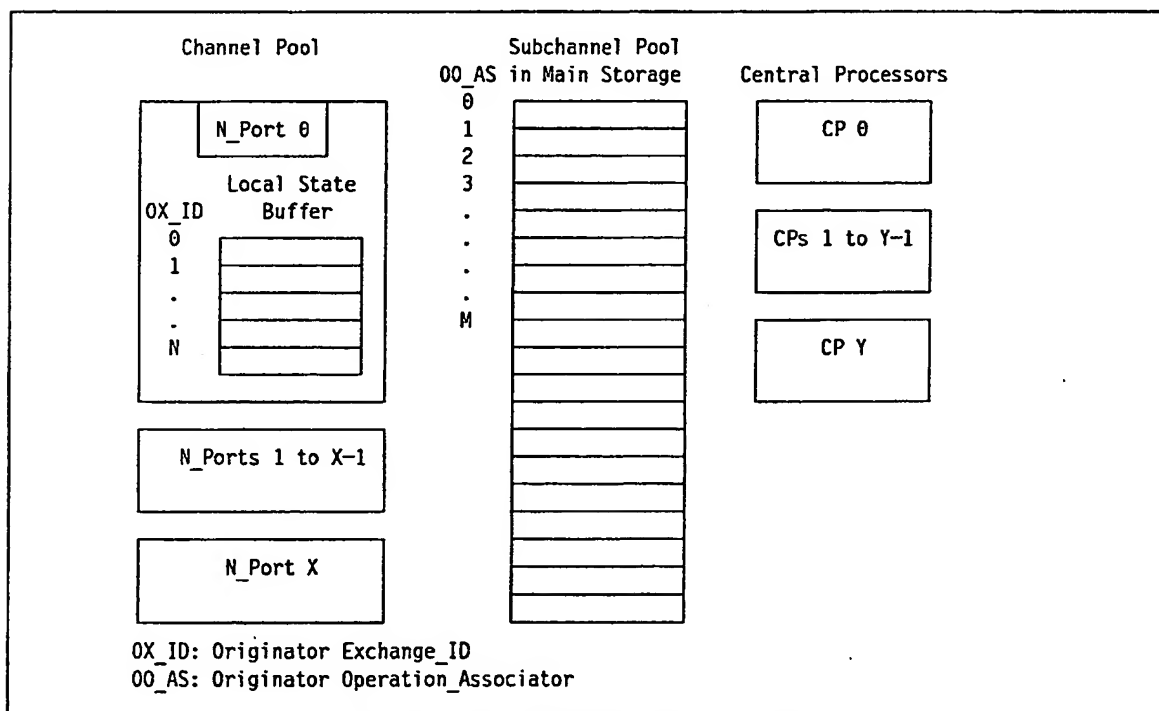 Channel Pool
N_Port 0
Local State
OX_ID Buffer
0
1
.
.
N
N_Ports 1 to X-1
N_Port X
Subchannel Pool
OO_AS in Main Storage
0
1
2
3
.
.
.
.
M
Central Processors
CP 0
CPs 1 to Y-1
CP Y
OX_ID: Originator Exchange_ID
OO_AS: Originator Operation_Associator